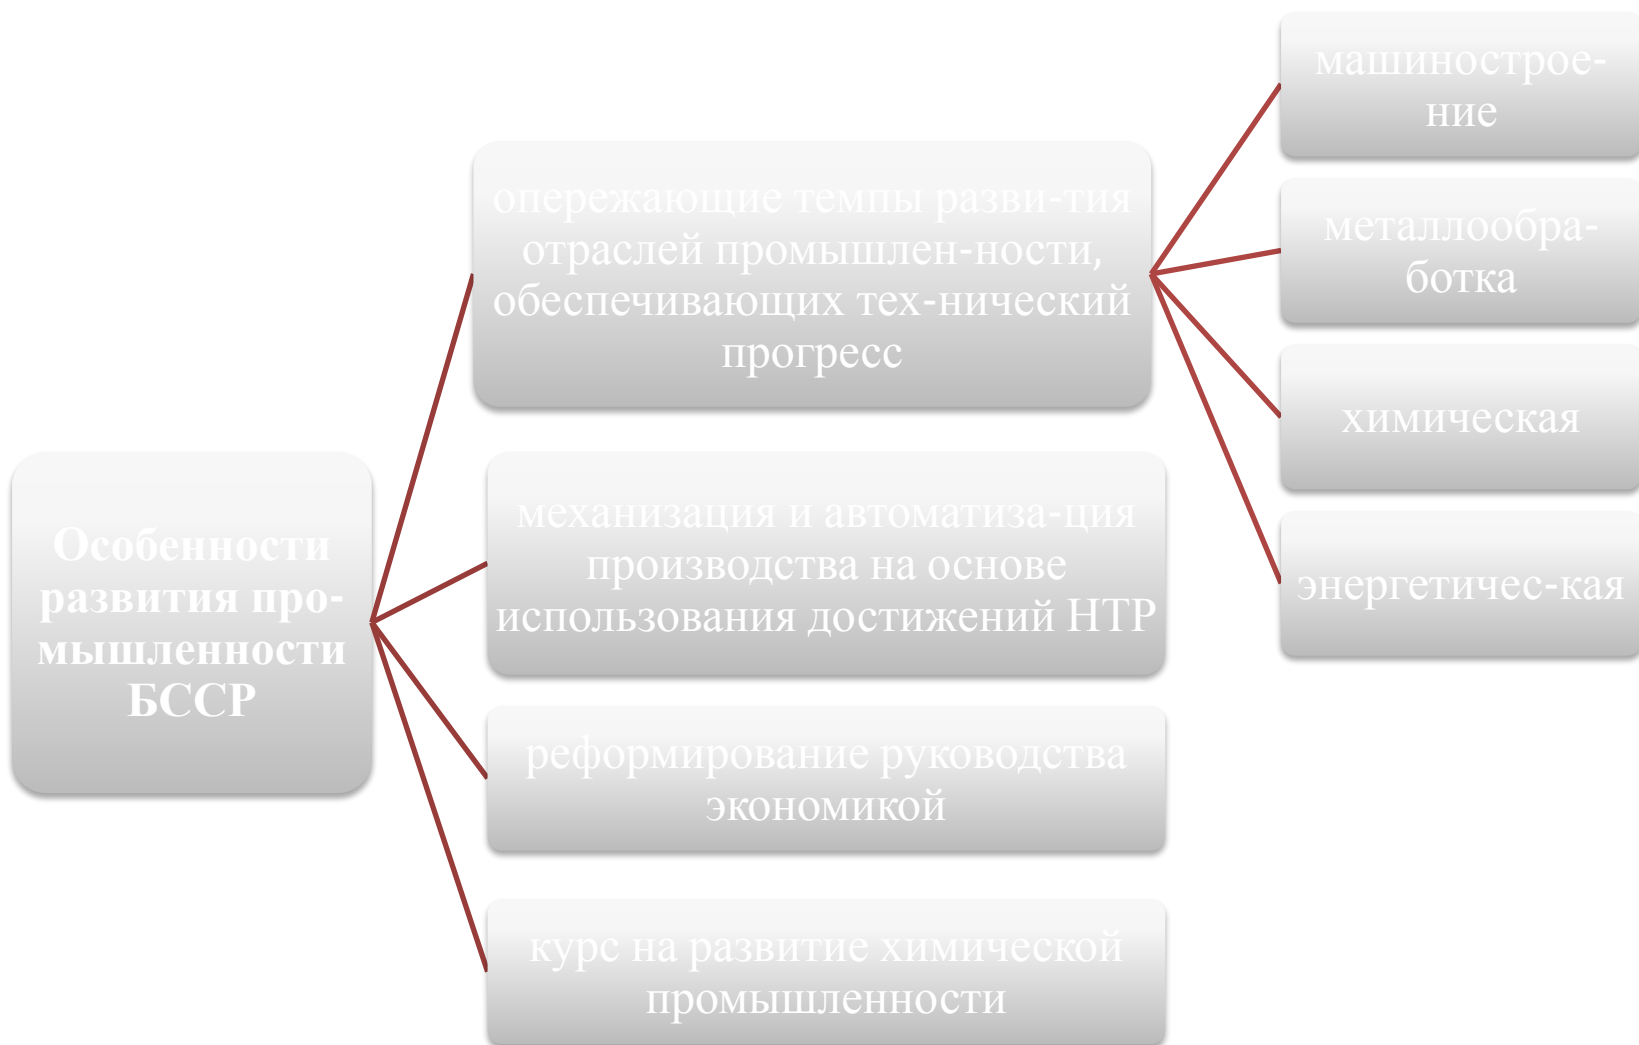 Особенности
развития про-
мышленности
БССР
опережающие темпы разви-тия
отраслей промышлен-ности,
обеспечивающих тех-нический
прогресс
машинострое-
ние
металлообра-
ботка
химическая
энергетичес-кая
механизация и автоматиза-ция
производства на основе
использования достижений НТР
реформирование руководства
экономикой
курс на развитие химической
промышленности